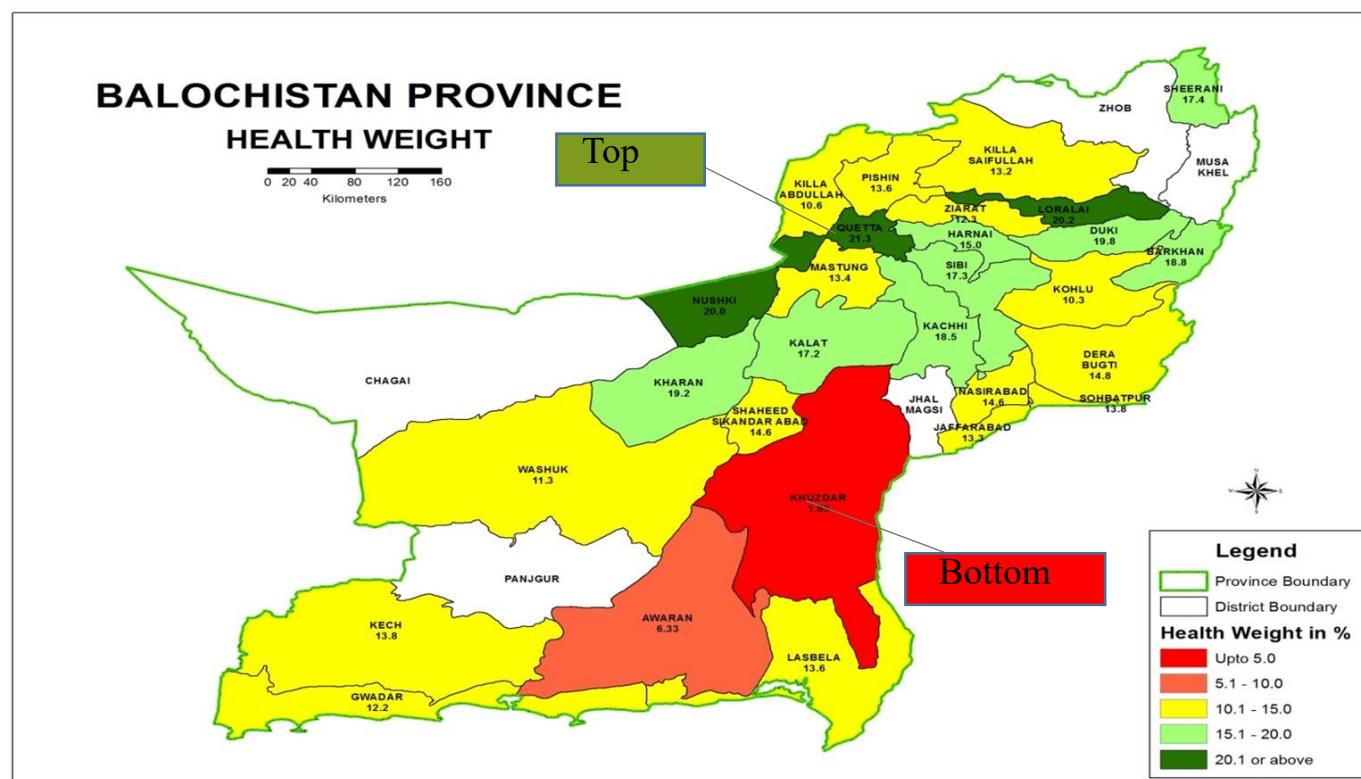 BALOCHISTAN PROVINCE
HEALTH WEIGHT
0 20 40 80 120 160
Kilometers
Top
SHEERANI
17.4
ZHOB
MUSA
KHEL
KILLA
SAIFULLAH
13.2
PISHIN
13.6
KILLA
ABDULLAH
10.6
ZIARAT
12.3
LORALAI
20.2
QUETTA
21.3
HARNAI
15.0
DUKI
19.8
BARKHAN
18.8
MASTUNG
13.4
SIBI
17.3
KOHLU
10.3
NUSHKI
20.0
KACHHI
18.5
KALAT
17.2
DERA
BUGTI
14.8
CHAGAI
KHARAN
19.2
JHAL
MAGSI
NASIRABAD
14.6
SOHBATPUR
13.8
SHAHEED
SIKANDAR ABAD
14.6
JAFFARABAD
13.3
WASHUK
11.3
KHUZDAR
Bottom
PANJGUR
AWARAN
6.33
KECH
13.8
LASBELA
13.6
GWADAR
12.2
N
W E
S
Legend
Province Boundary
District Boundary
Health Weight in %
Upto 5.0
5.1 - 10.0
10.1 - 15.0
15.1 - 20.0
20.1 or above